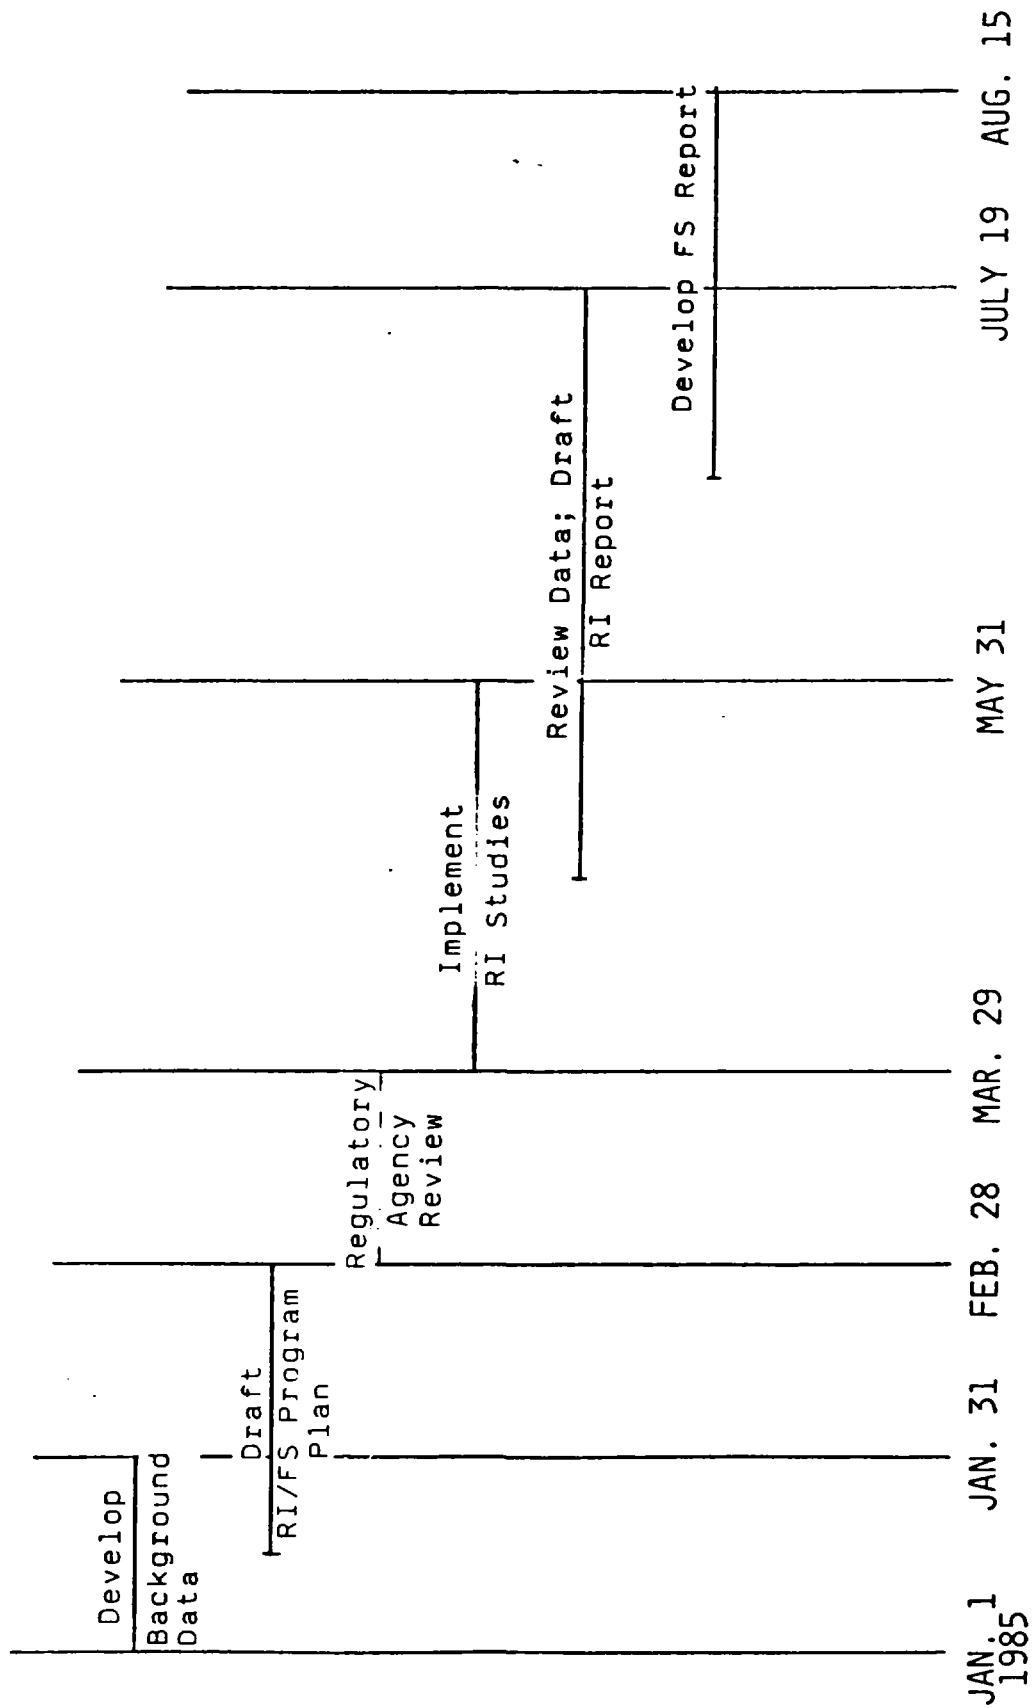 Develop
Background
Data
Draft
RI/FS Program
Plan
Regulatory
Agency
Review
Implement
RI Studies
Review Data; Draft
RI Report
Develop FS Report
JAN. 1
1985
JAN. 31
FEB. 28
MAR. 29
MAY 31
JULY 19
AUG. 15